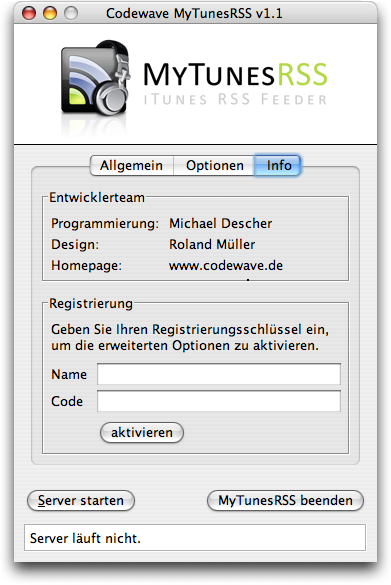 Codewave MyTunesRSS v1.1
MyTunesRSS
iTunes RSS Feeder
Allgemein Optionen Info
Entwicklerteam
Programmierung: Michael Descher
Design: Roland Müller
Homepage: www.codewave.de
Registrierung
Geben Sie Ihren Registrierungsschlüssel ein,
um die erweiterten Optionen zu aktivieren.
Name
Code
aktivieren
Server starten MyTunesRSS beenden
Server läuft nicht.